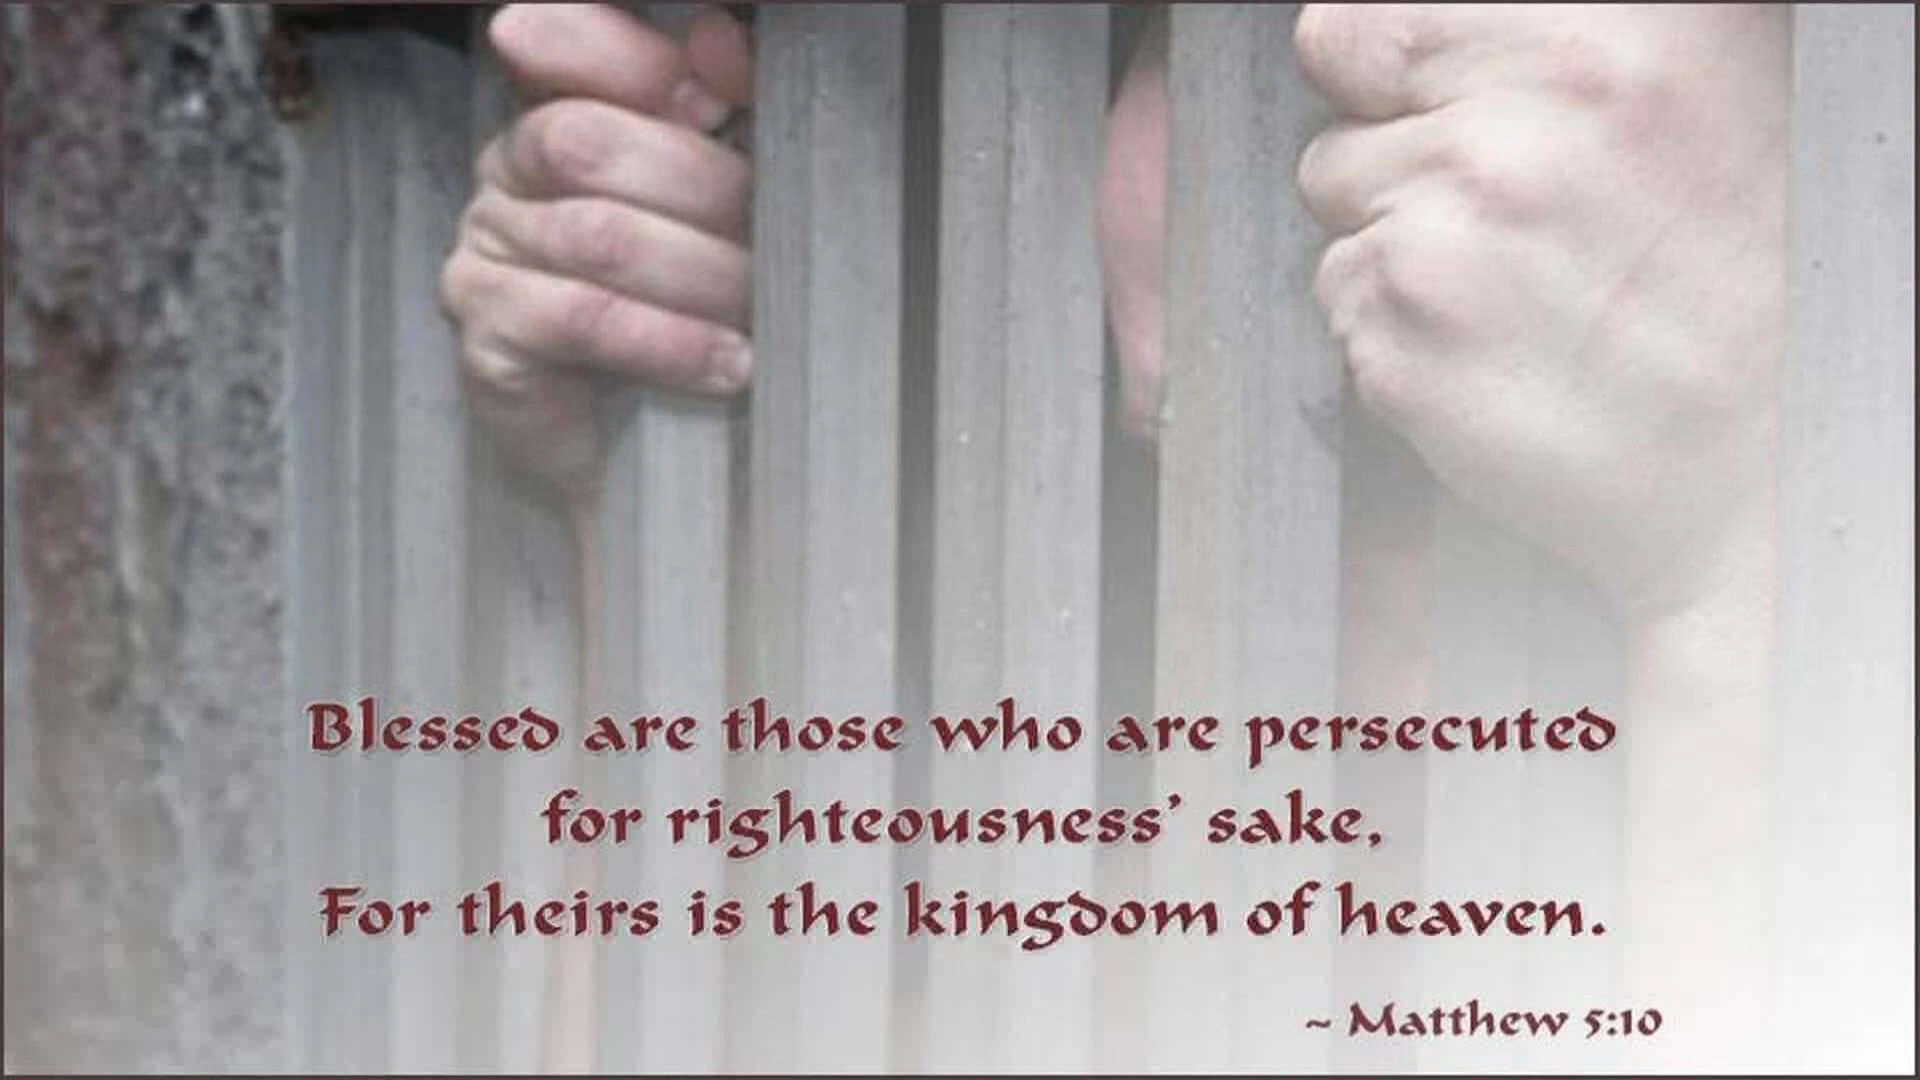 Blessed are those who are persecuted
for righteousness’ sake,
For theirs is the kingdom of heaven.
~ Matthew 5:10